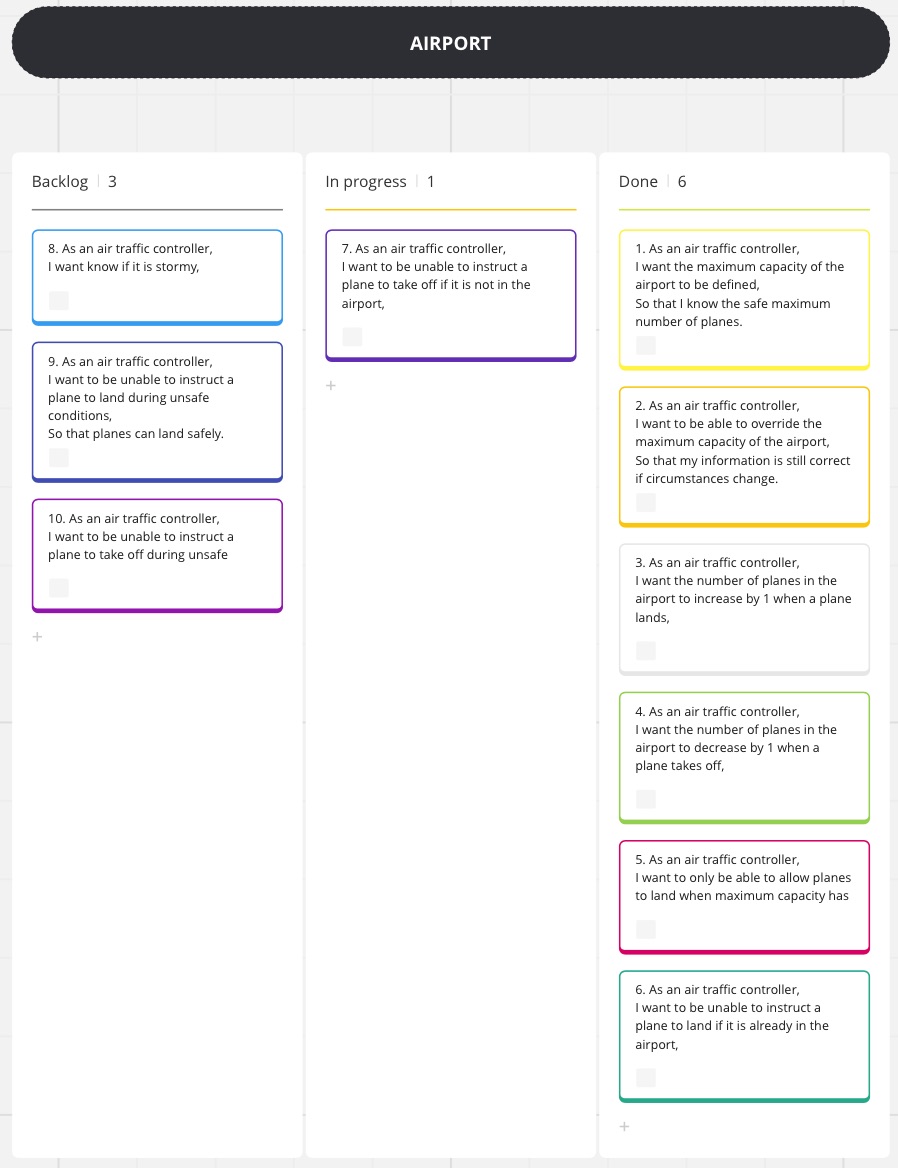 AIRPORT
Backlog | 3
8. As an air traffic controller,
I want know if it is stormy,
9. As an air traffic controller,
I want to be unable to instruct a
plane to land during unsafe
conditions,
So that planes can land safely.
10. As an air traffic controller,
I want to be unable to instruct a
plane to take off during unsafe
+
In progress | 1
7. As an air traffic controller,
I want to be unable to instruct a
plane to take off if it is not in the
airport,
+
Done | 6
1. As an air traffic controller,
I want the maximum capacity of the
airport to be defined,
So that I know the safe maximum
number of planes.
2. As an air traffic controller,
I want to be able to override the
maximum capacity of the airport,
So that my information is still correct
if circumstances change.
3. As an air traffic controller,
I want the number of planes in the
airport to increase by 1 when a plane
lands,
4. As an air traffic controller,
I want the number of planes in the
airport to decrease by 1 when a
plane takes off,
5. As an air traffic controller,
I want to only be able to allow planes
to land when maximum capacity has
6. As an air traffic controller,
I want to be unable to instruct a
plane to land if it is already in the
airport,
+